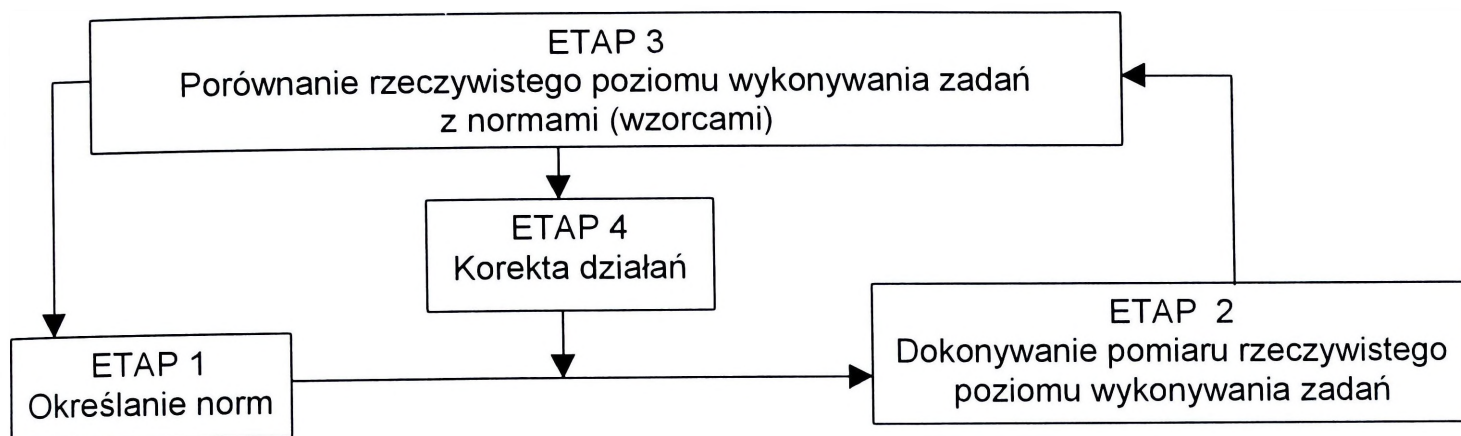 ETAP 3
Porównanie rzeczywistego poziomu wykonywania zadań
z normami (wzorcami)
ETAP 4
Korekta działań
ETAP 1
Określanie norm
ETAP 2
Dokonywanie pomiaru rzeczywistego
poziomu wykonywania zadań